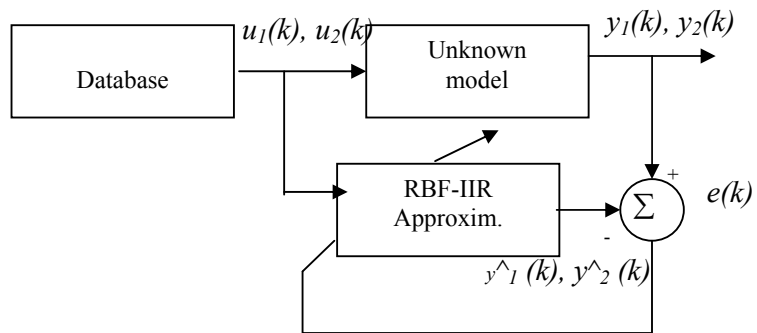 u₁(k), u₂(k)
y₁(k), y₂(k)
Database
Unknown
model
RBF-IIR
Approxim.
+
Σ
e(k)
-
y^₁ (k), y^₂ (k)